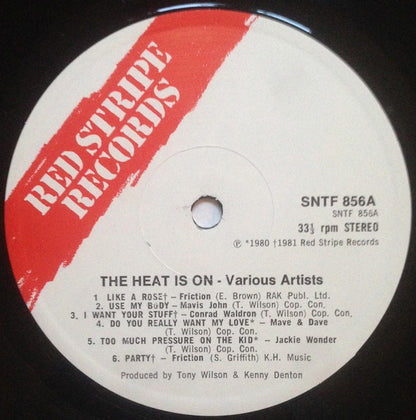 RED STRIPE
RECORDS
SNTF 856A
SNTF 856A
33⅓ rpm STEREO
℗ *1980 †1981 Red Stripe Records
THE HEAT IS ON - Various Artists
1 LIKE A ROSE† – Friction (E. Brown) RAK Publ. Ltd.
2. USE MY BODY – Mavis John (T. Wilson) Cop. Con.
3. I WANT YOUR STUFF† – Conrad Waldron (T. Wilson) Cop Con.
4. DO YOU REALLY WANT MY LOVE* – Mave & Dave
(T. Wilson) Cop Con.
5. TOO MUCH PRESSURE ON THE KID* – Jackie Wonder
(T. Wilson) Cop Con.
6. PARTY† – (S. Griffith) K.H. Music
Produced by Tony Wilson & Kenny Denton